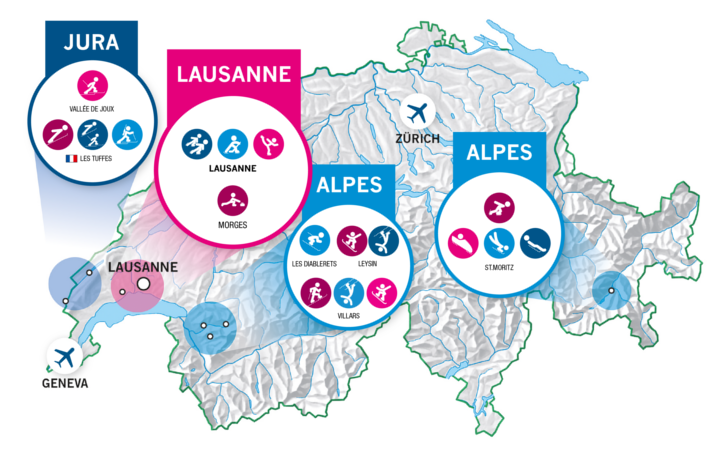 JURA
VALLÉE DE JOUX
LES TUFFES
LAUSANNE
LAUSANNE
MORGES
ALPES
LES DIABLERETS
LEYSIN
VILLARS
ALPES
ST.MORITZ
ZÜRICH
LAUSANNE
GENEVA